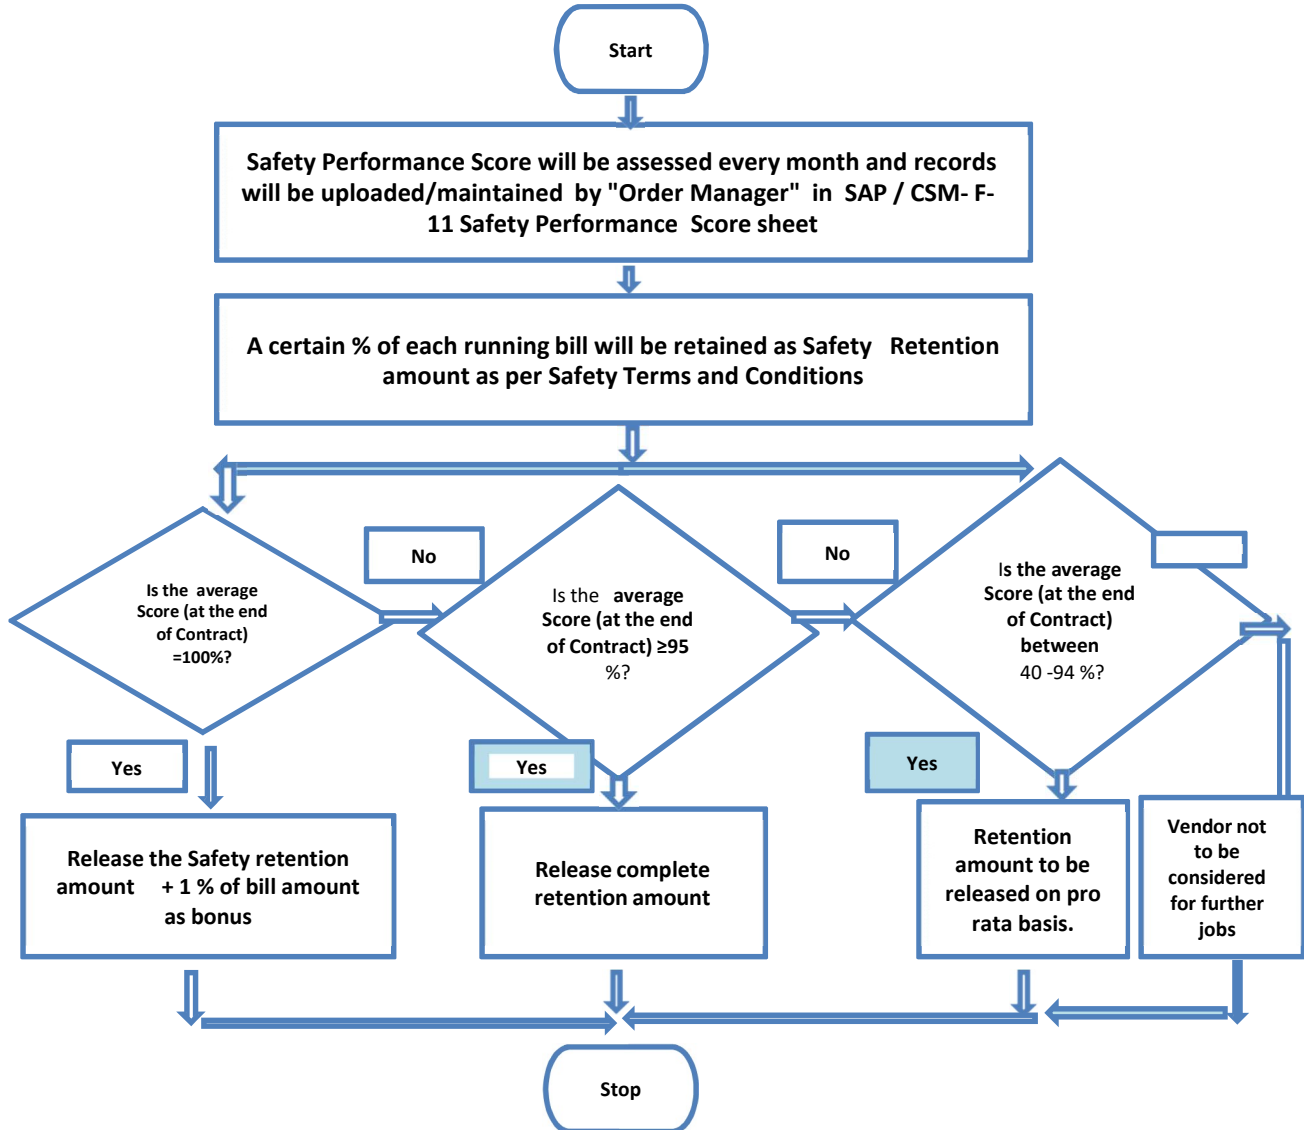 Start
Safety Performance Score will be assessed every month and records
will be uploaded/maintained by "Order Manager" in SAP / CSM- F-
11 Safety Performance Score sheet
A certain % of each running bill will be retained as Safety Retention
amount as per Safety Terms and Conditions
Is the average
Score (at the end
of Contract)
=100%?
No
Is the average
Score (at the end
of Contract) ≥95
%?
No
Is the average
Score (at the end
of Contract)
between
40 -94 %?
Yes
Yes
Yes
Release the Safety retention
amount + 1 % of bill amount
as bonus
Release complete
retention amount
Retention
amount to be
released on pro
rata basis.
Vendor not
to be
considered
for further
jobs
Stop